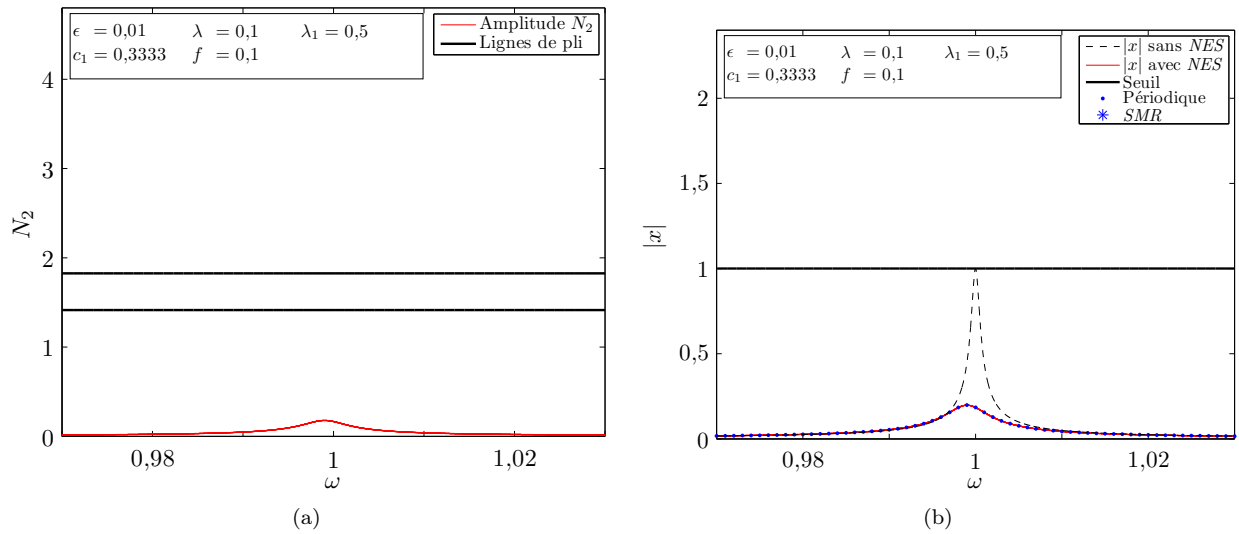 ϵ = 0,01 λ = 0,1 λ₁ = 0,5
c₁ = 0,3333 f = 0,1
Amplitude N₂
Lignes de pli
4
3
2
1
0
N₂
0,98 1 1,02
ω
(a)
ϵ = 0,01 λ = 0,1 λ₁ = 0,5
c₁ = 0,3333 f = 0,1
|x| sans NES
|x| avec NES
Seuil
Périodique
SMR
2
1,5
1
0,5
0
|x|
0,98 1 1,02
ω
(b)